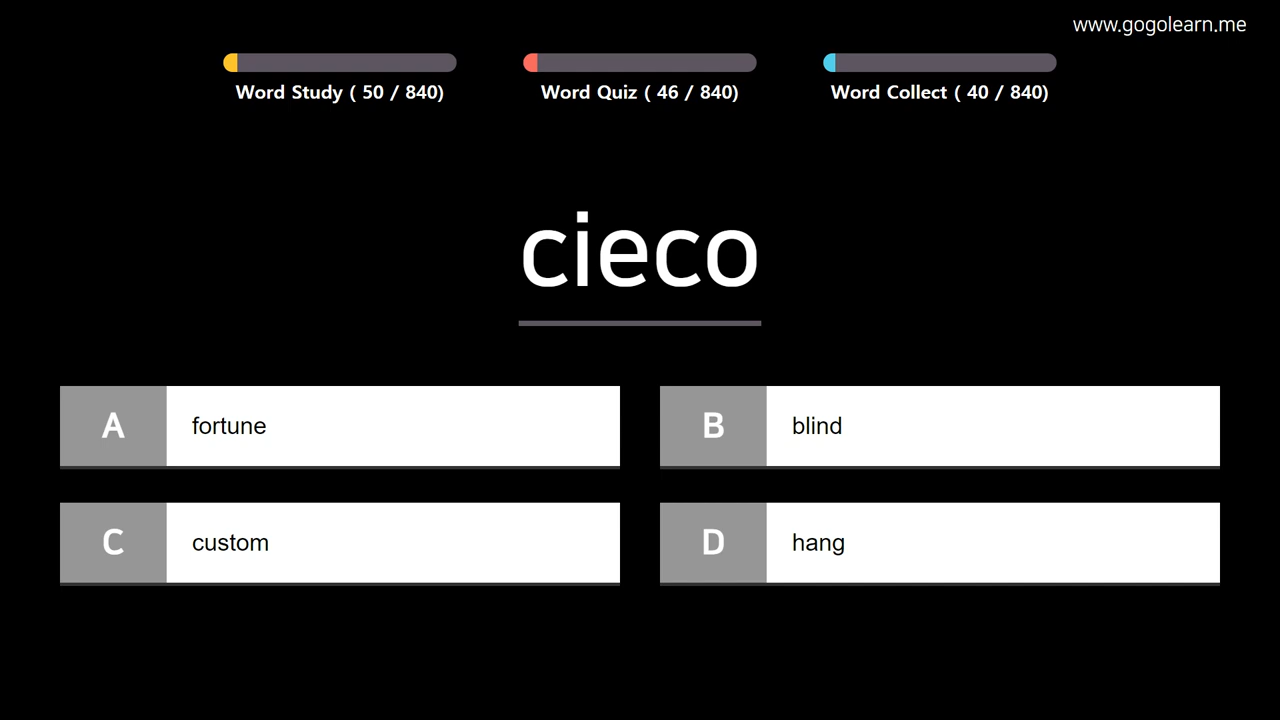 www.gogolearn.me
Word Study ( 50 / 840)
Word Quiz ( 46 / 840)
Word Collect ( 40 / 840)
cieco
A fortune
B blind
C custom
D hang